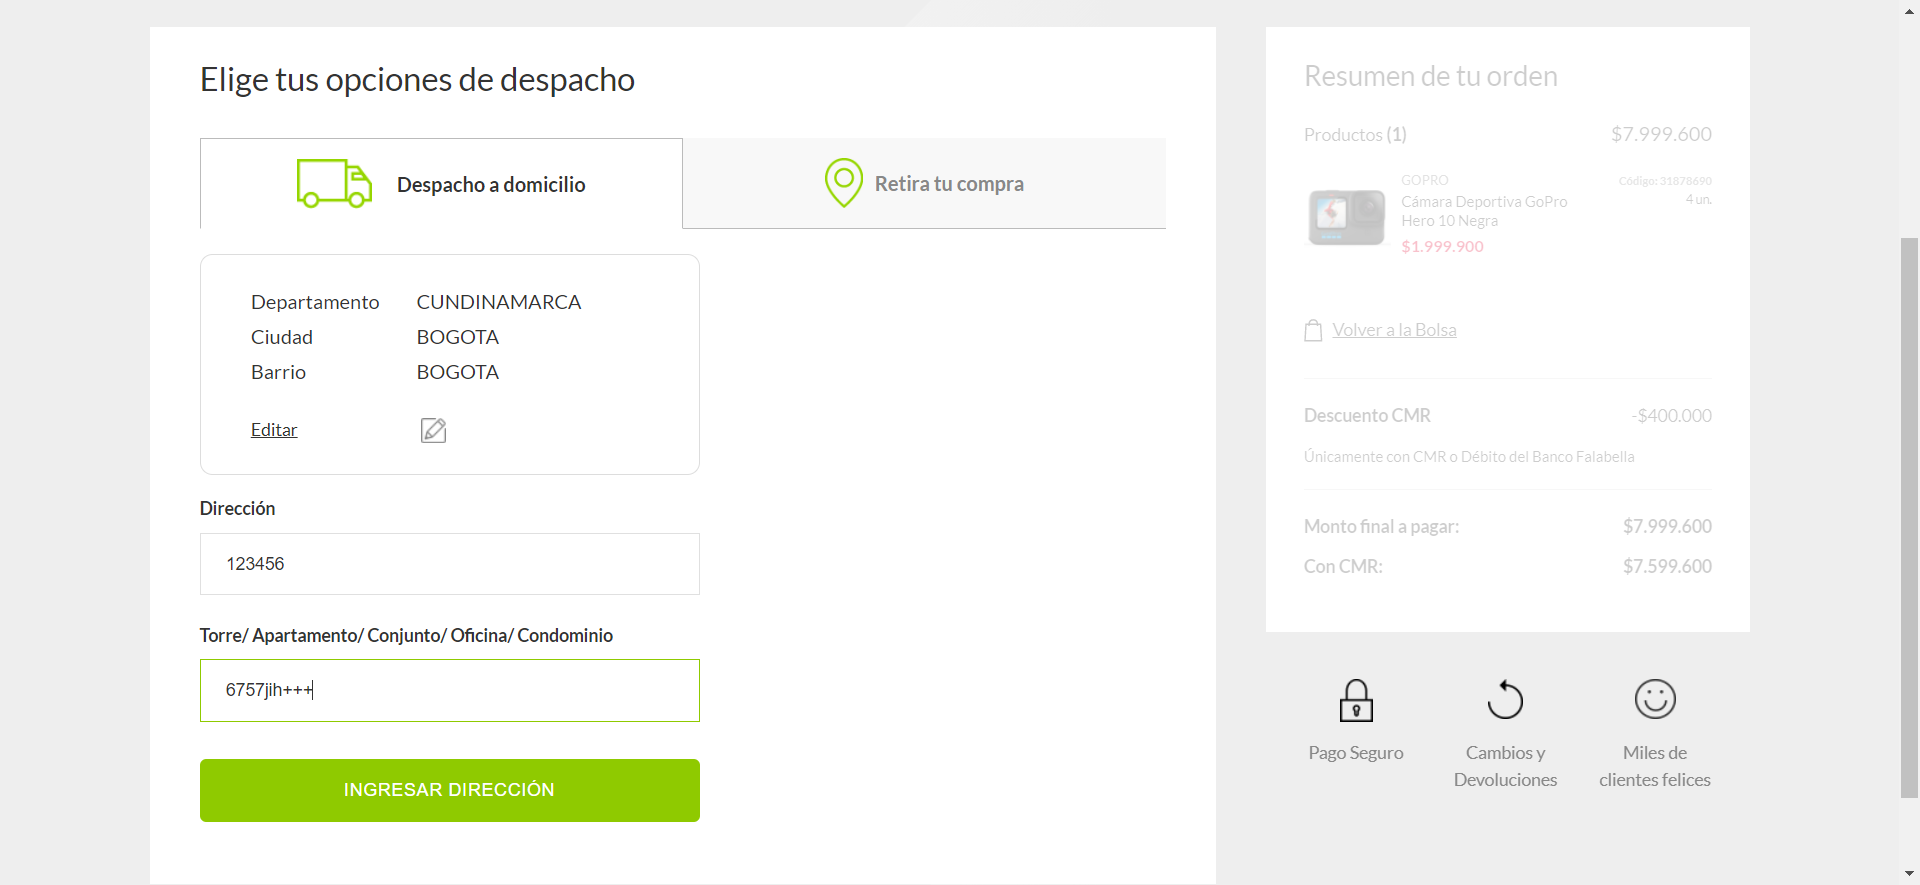 Elige tus opciones de despacho
Despacho a domicilio
Retira tu compra
Departamento CUNDINAMARCA
Ciudad BOGOTA
Barrio BOGOTA
Editar
Dirección
123456
Torre/ Apartamento/ Conjunto/ Oficina/ Condominio
6757jih+++
INGRESAR DIRECCIÓN
Resumen de tu orden
Productos (1) $7.999.600
GOPRO Código: 31878690
Cámara Deportiva GoPro 4 un.
Hero 10 Negra
$1.999.900
Volver a la Bolsa
Descuento CMR -$400.000
Únicamente con CMR o Débito del Banco Falabella
Monto final a pagar: $7.999.600
Con CMR: $7.599.600
Pago Seguro
Cambios y
Devoluciones
Miles de
clientes felices